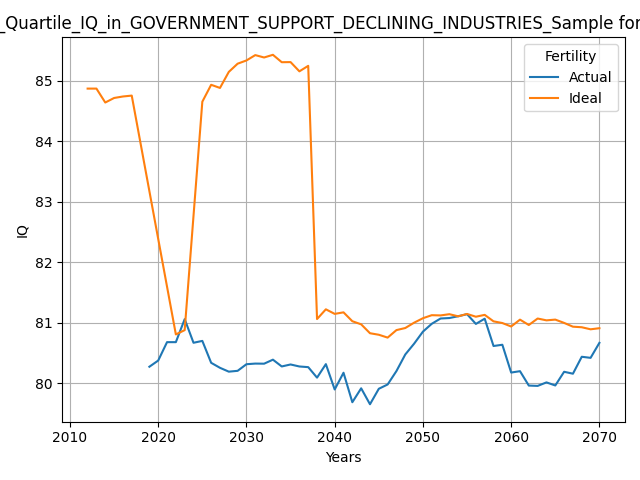 _Quartile_IQ_in_GOVERNMENT_SUPPORT_DECLINING_INDUSTRIES_Sample for
Fertility
Actual
Ideal
85
84
83
82
81
80
IQ
2010 2020 2030 2040 2050 2060 2070
Years